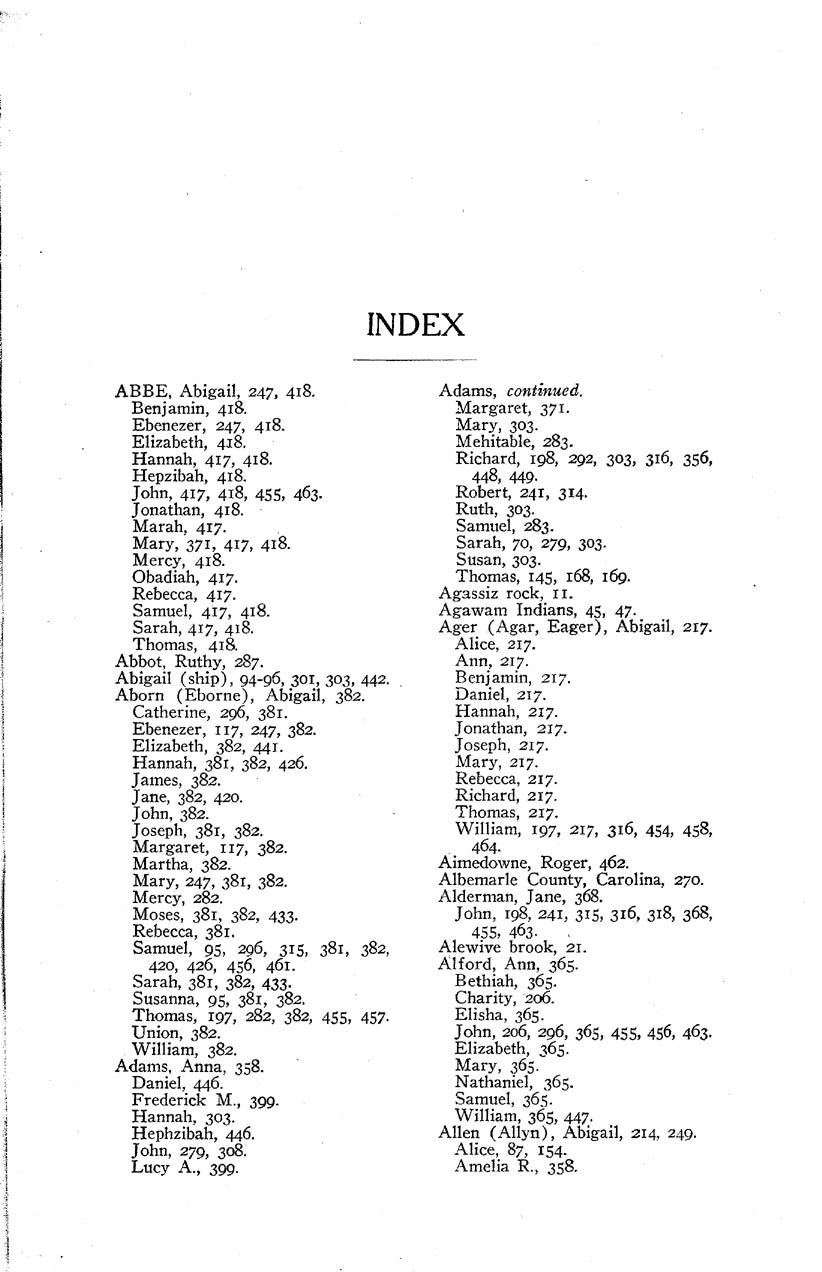 INDEX
ABBE, Abigail, 247, 418.
Benjamin, 418.
Ebenezer, 247, 418.
Elizabeth, 418.
Hannah, 417, 418.
Hepzibah, 418.
John, 417, 418, 455, 463.
Jonathan, 418.
Marah, 417.
Mary, 371, 417, 418.
Mercy, 418.
Obadiah, 417.
Rebecca, 417.
Samuel, 417, 418.
Sarah, 417, 418.
Thomas, 418.
Abbot, Ruthy, 287.
Abigail (ship), 94-96, 301, 303, 442.
Aborn (Eborne), Abigail, 382.
Catherine, 296, 381.
Ebenezer, 117, 247, 382.
Elizabeth, 382, 441.
Hannah, 381, 382, 426.
James, 382.
Jane, 382, 420.
John, 382.
Joseph, 381, 382.
Margaret, 117, 382.
Martha, 382.
Mary, 247, 381, 382.
Mercy, 282.
Moses, 381, 382, 433.
Rebecca, 381.
Samuel, 95, 296, 315, 381, 382,
420, 426, 456, 461.
Sarah, 381, 382, 433.
Susanna, 95, 381, 382.
Thomas, 197, 282, 382, 455, 457.
Union, 382.
William, 382.
Adams, Anna, 358.
Daniel, 446.
Frederick M., 399.
Hannah, 303.
Hephzibah, 446.
John, 279, 308.
Lucy A., 399.
Adams, continued.
Margaret, 371.
Mary, 303.
Mehitable, 283.
Richard, 198, 292, 303, 316, 356,
448, 449.
Robert, 241, 314.
Ruth, 303.
Samuel, 283.
Sarah, 70, 279, 303.
Susan, 303.
Thomas, 145, 168, 169.
Agassiz rock, 11.
Agawam Indians, 45, 47.
Ager (Agar, Eager), Abigail, 217.
Alice, 217.
Ann, 217.
Benjamin, 217.
Daniel, 217.
Hannah, 217.
Jonathan, 217.
Joseph, 217.
Mary, 217.
Rebecca, 217.
Richard, 217.
Thomas, 217.
William, 197, 217, 316, 454, 458,
464.
Aimedowne, Roger, 462.
Albemarle County, Carolina, 270.
Alderman, Jane, 368.
John, 198, 241, 315, 316, 318, 368,
455, 463.
Alewive brook, 21.
Alford, Ann, 365.
Bethiah, 365.
Charity, 206.
Elisha, 365.
John, 206, 296, 365, 455, 456, 463.
Elizabeth, 365.
Mary, 365.
Nathaniel, 365.
Samuel, 365.
William, 365, 447.
Allen (Allyn), Abigail, 214, 249.
Alice, 87, 154.
Amelia R., 358.